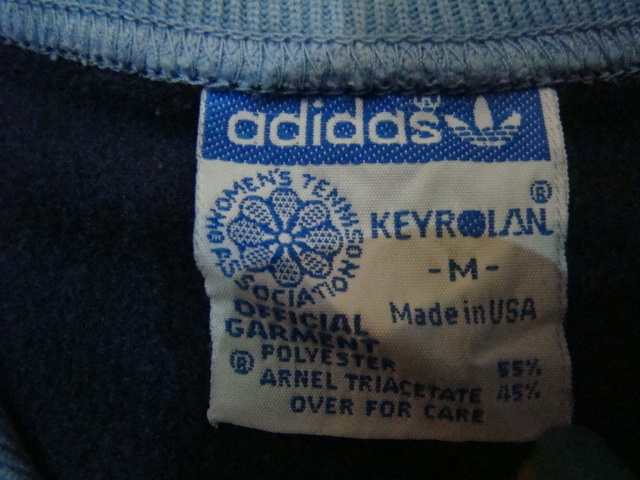 adidas®
WOMEN'S TENNIS
ASSOCIATION
®
KEYROLAN
-M-
Made in USA
OFFICIAL
GARMENT
® POLYESTER 55%
ARNEL TRIACETATE 45%
OVER FOR CARE